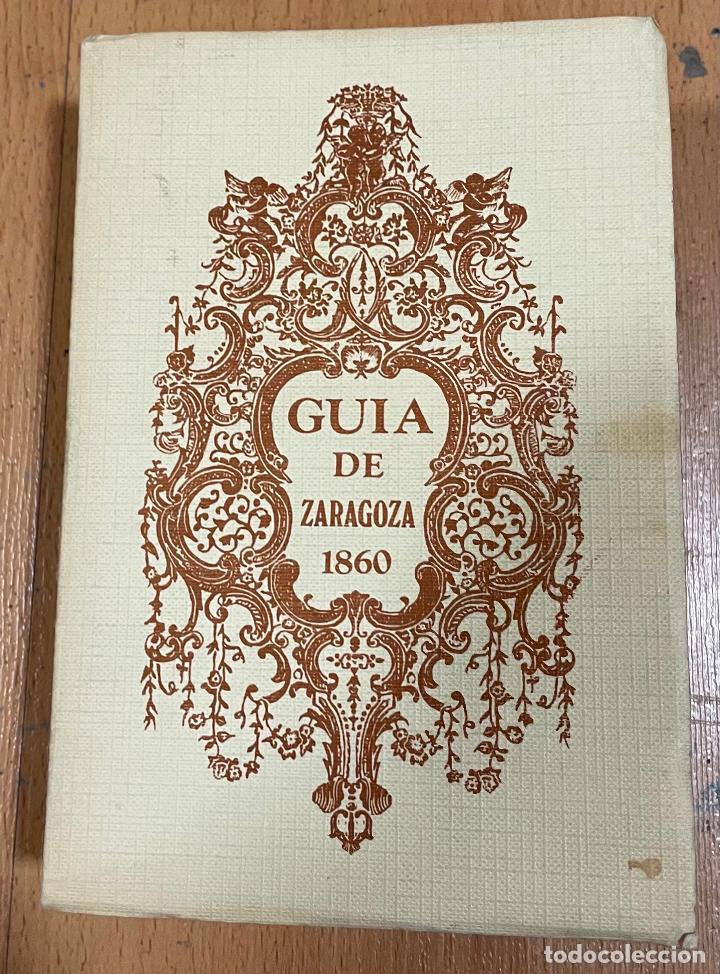 GUIA
DE
ZARAGOZA
1860
todocoleccion